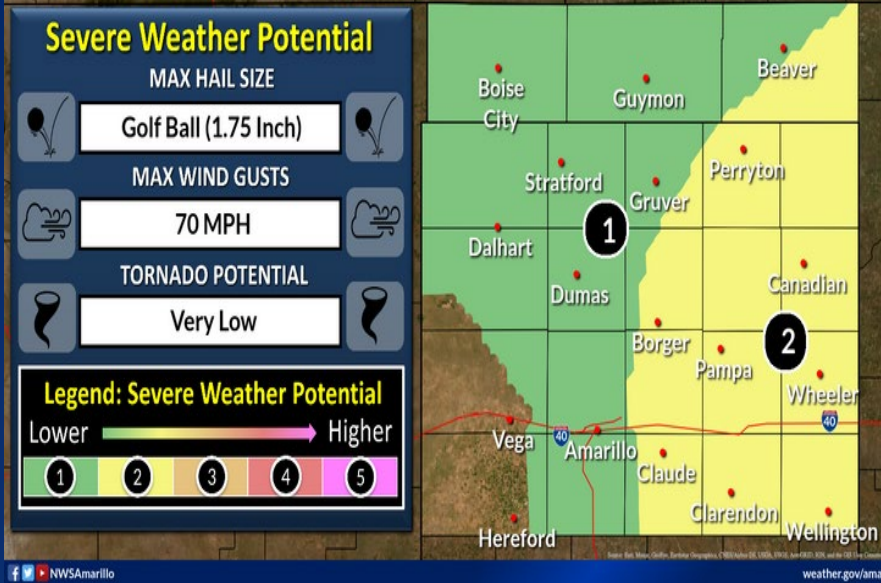 Severe Weather Potential
MAX HAIL SIZE
Golf Ball (1.75 Inch)
MAX WIND GUSTS
70 MPH
TORNADO POTENTIAL
Very Low
Legend: Severe Weather Potential
Lower Higher
1 2 3 4 5
Boise City
Guymon
Beaver
Stratford
Gruver
Perryton
1
Dalhart
Dumas
Canadian
Borger
2
Pampa
Wheeler
40
Vega
40
Amarillo
Claude
Clarendon
Hereford
Wellington
NWSAmarillo
weather.gov/ama